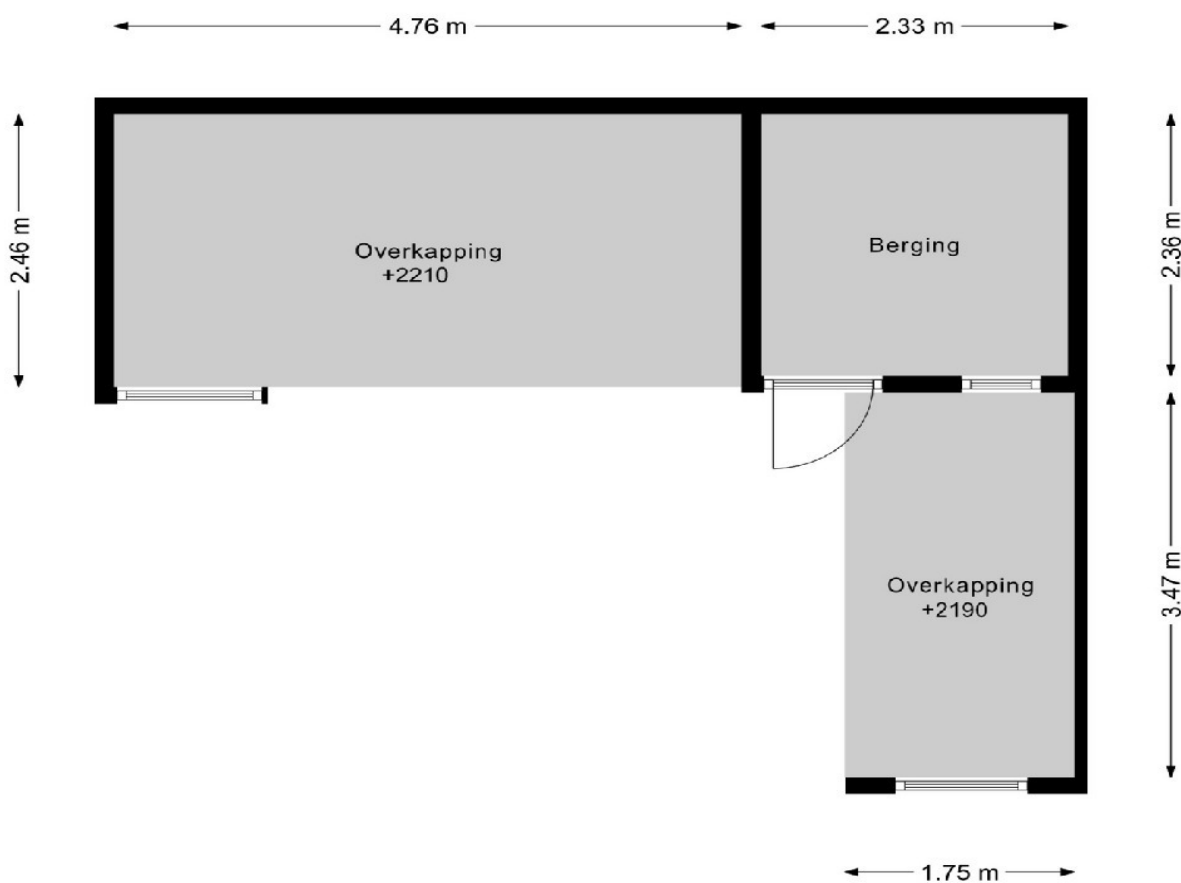 4.76 m
2.33 m
2.46 m
Overkapping
+2210
Berging
2.36 m
Overkapping
+2190
3.47 m
1.75 m